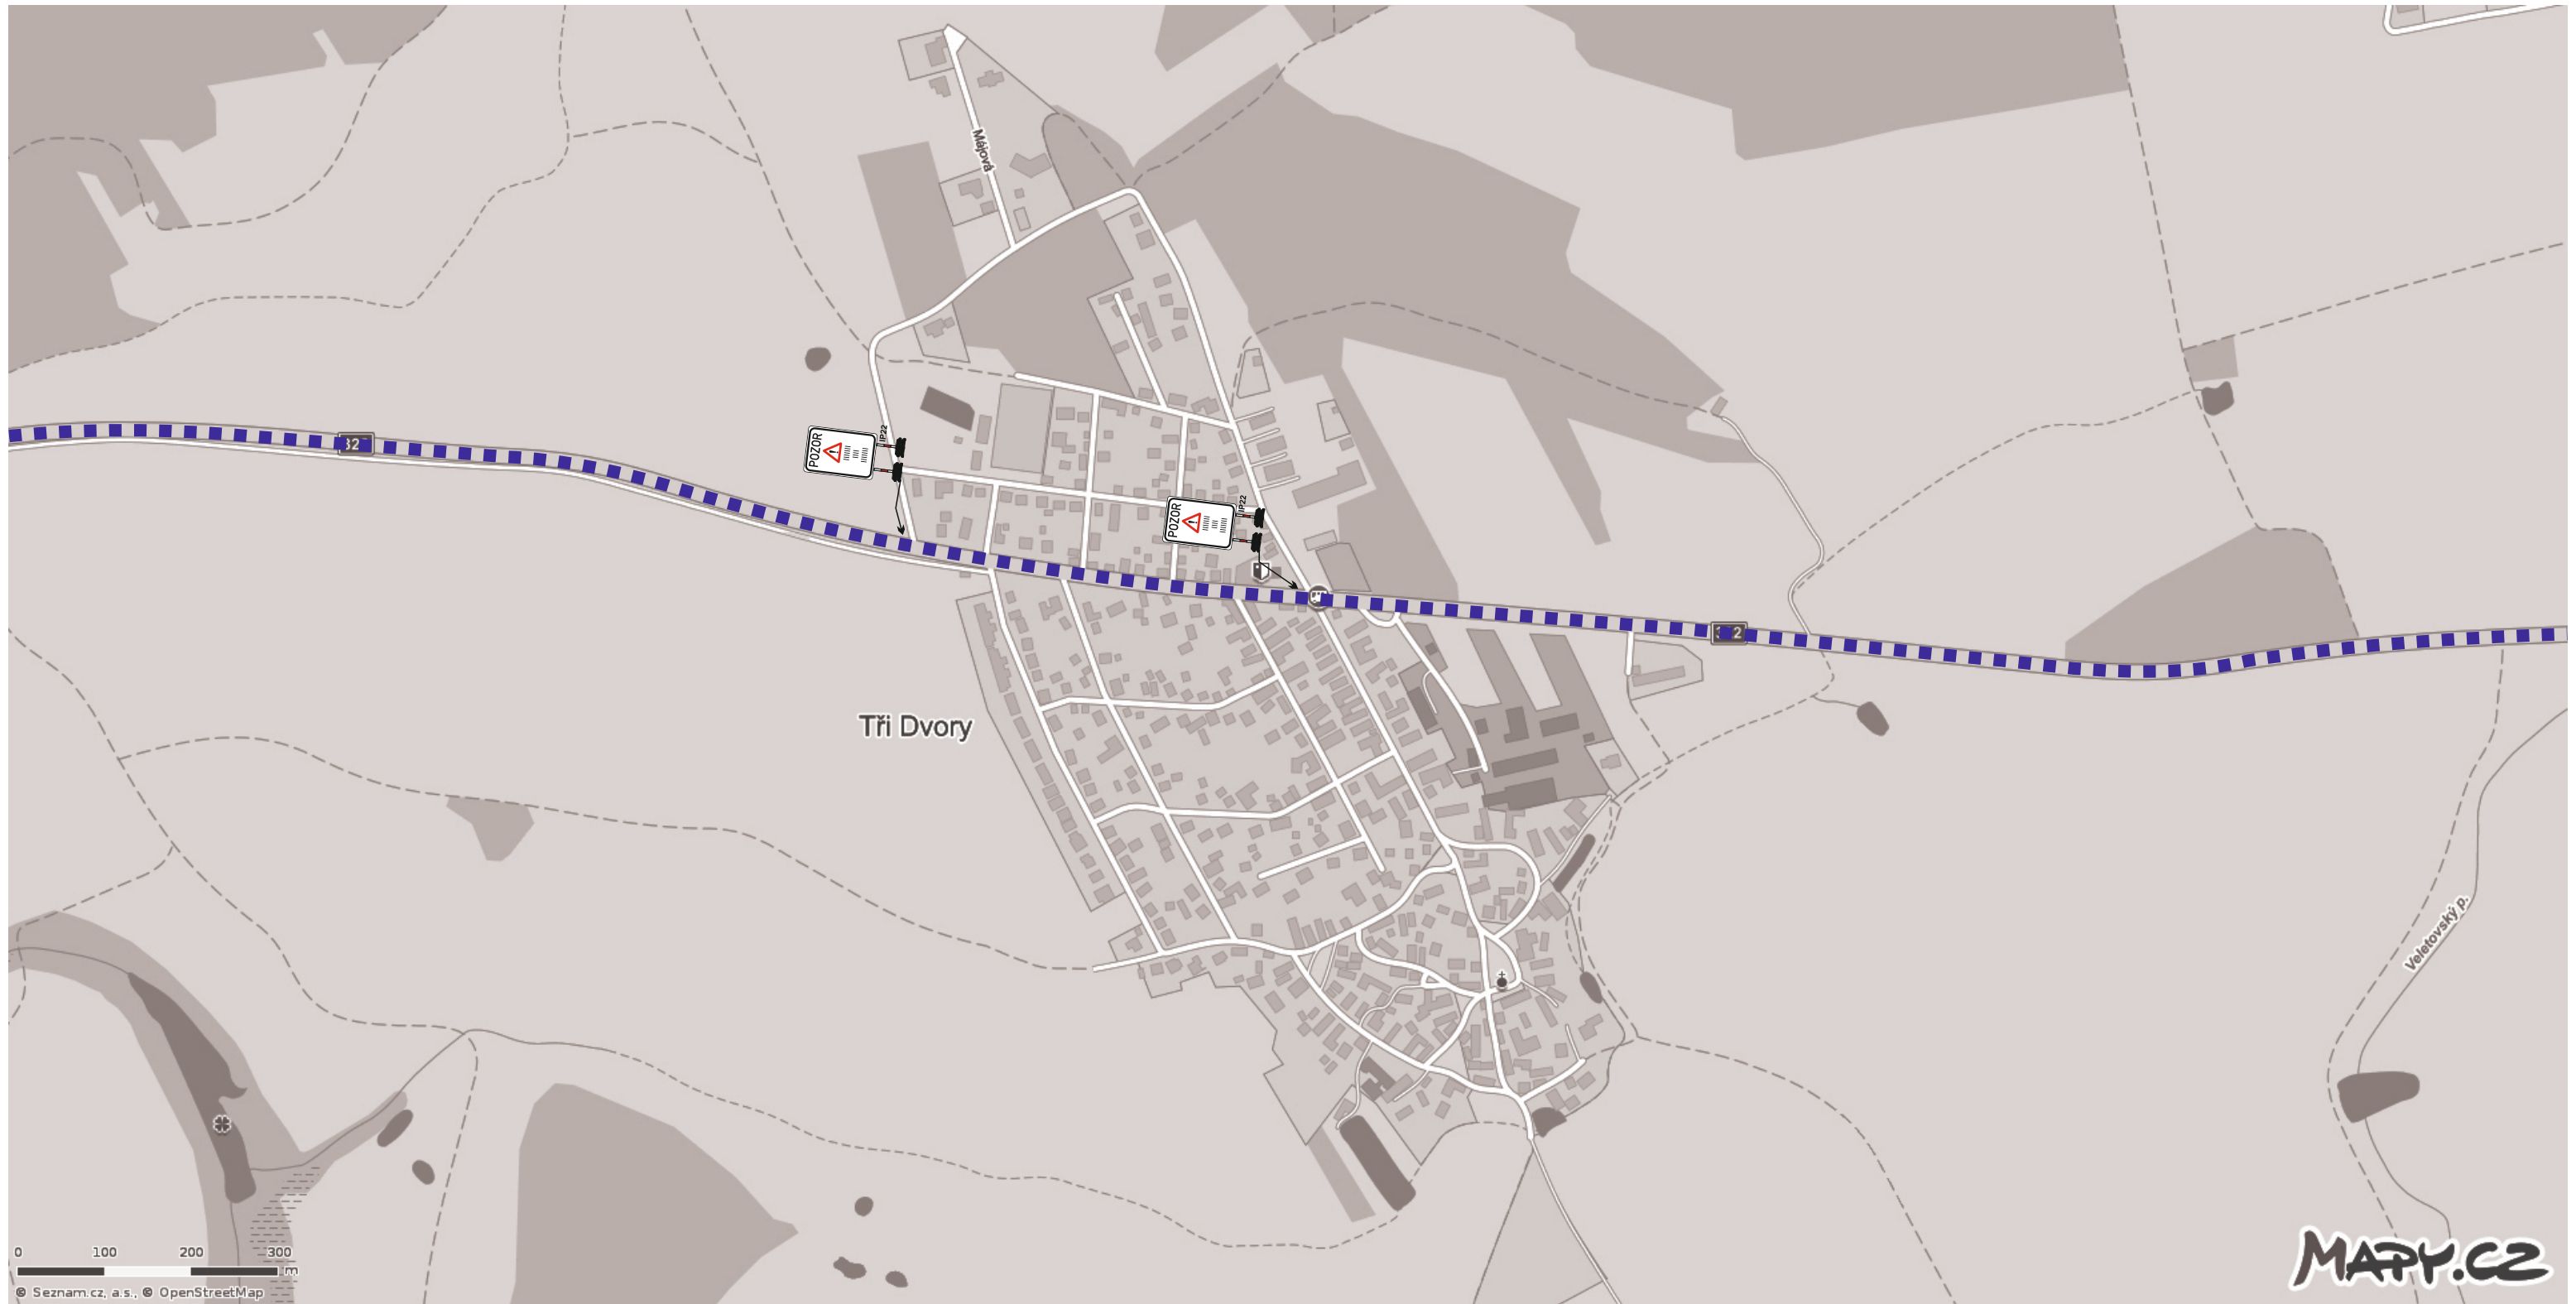 Májová
POZOR
IP22
POZOR
IP22
Tři Dvory
Veletovský p.
0 100 200 300
m
© Seznam.cz, a.s., © OpenStreetMap
MAPY.CZ